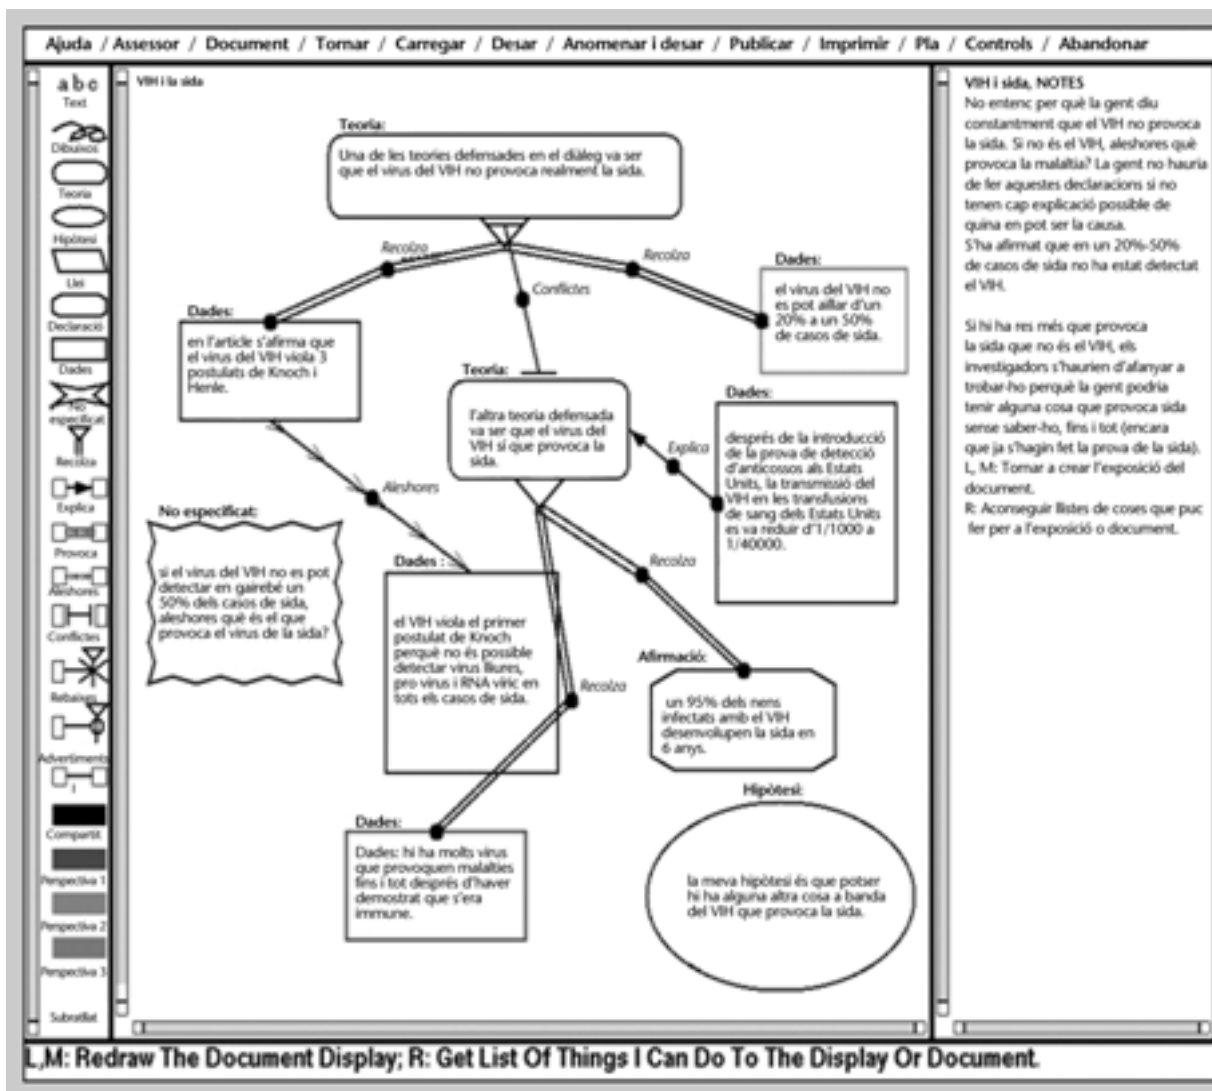 Ajuda / Assessor / Document / Tornar / Carregar / Desar / Anomenar i desar / Publicar / Imprimir / Pla / Controls / Abandonar
abc
Text
Dibuixos
Teoria
Hipòtesi
Llei
Declaració
Dades
No
especificat
Recolza
Explica
Provoca
Aleshores
Conflictes
Rebaixes
Advertiments
I
Compartit
Perspectiva 1
Perspectiva 2
Perspectiva 3
Subratllat
VIH i la sida
Teoria:
Una de les teories defensades en el diàleg va ser
que el virus del VIH no provoca realment la sida.
Recolza
Recolza
Conflictes
Dades:
el virus del VIH no
es pot aïllar d'un
20% a un 50%
de casos de sida.
Dades:
en l'article s'afirma que
el virus del VIH viola 3
postulats de Knoch i
Henle.
Teoria:
l'altra teoria defensada
va ser que el virus del
VIH sí que provoca la
sida.
Explica
Dades:
després de la introducció
de la prova de detecció
d'anticossos als Estats
Units, la transmissió del
VIH en les transfusions
de sang dels Estats Units
es va reduir d'1/1000 a
1/40000.
Aleshores
No especificat:
si el virus del VIH no es pot
detectar en gairebé un
50% dels casos de sida,
aleshores què és el que
provoca el virus de la sida?
Dades :
el VIH viola el primer
postulat de Knoch
perquè no és possible
detectar virus lliures,
pro virus i RNA víric en
tots els casos de sida.
Recolza
Recolza
Afirmació:
un 95% dels nens
infectats amb el VIH
desenvolupen la sida en
6 anys.
Dades:
Dades: hi ha molts virus
que provoquen malalties
fins i tot després d'haver
demostrat que s'era
immune.
Hipòtesi:
la meva hipòtesi és que potser
hi ha alguna altra cosa a banda
del VIH que provoca la sida.
VIH i sida, NOTES
No entenc per què la gent diu
constantment que el VIH no provoca
la sida. Si no és el VIH, aleshores què
provoca la malaltia? La gent no hauria
de fer aquestes declaracions si no
tenen cap explicació possible de
quina en pot ser la causa.
S'ha afirmat que en un 20%-50%
de casos de sida no ha estat detectat
el VIH.
Si hi ha res més que provoca
la sida que no és el VIH, els
investigadors s'haurien d'afanyar a
trobar-ho perquè la gent podria
tenir alguna cosa que provoca sida
sense saber-ho, fins i tot (encara
que ja s'hagin fet la prova de la sida).
L, M: Tornar a crear l'exposició del
document.
R: Aconseguir llistes de coses que puc
fer per a l'exposició o document.
L,M: Redraw The Document Display; R: Get List Of Things I Can Do To The Display Or Document.